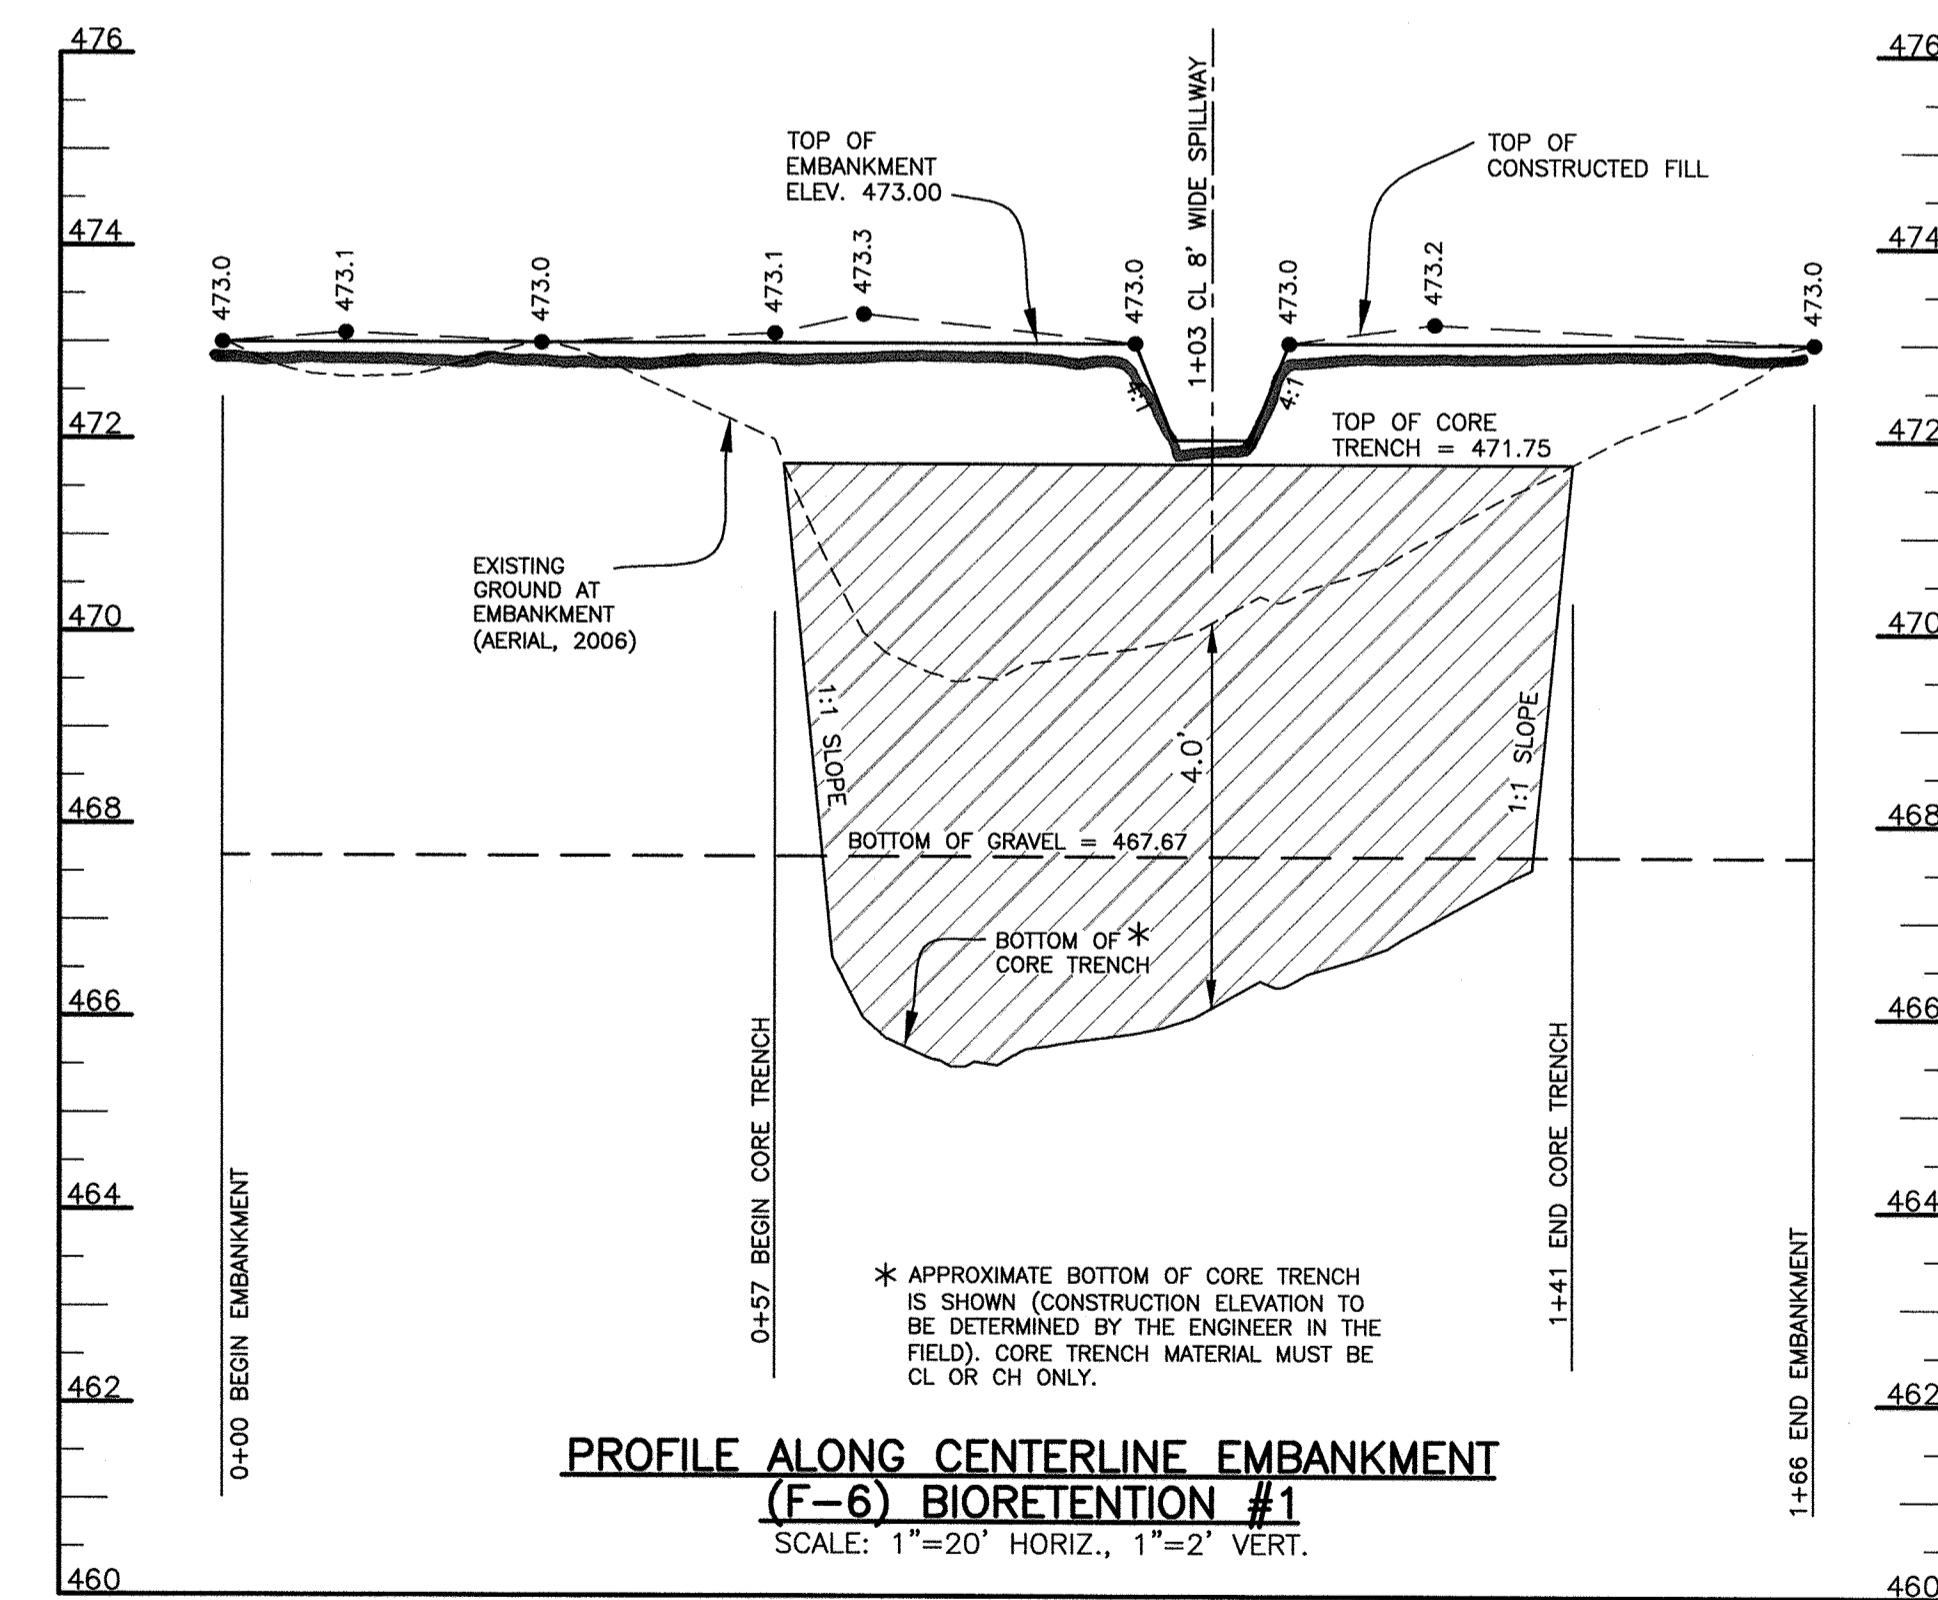 476
474
472
470
468
466
464
462
460
476
474
472
470
468
466
464
462
460
TOP OF
EMBANKMENT
ELEV. 473.00
1+03 CL 8' WIDE SPILLWAY
TOP OF
CONSTRUCTED FILL
473.0
473.1
473.0
473.1
473.3
473.0
473.0
473.2
473.0
4:1
4:1
TOP OF CORE
TRENCH = 471.75
EXISTING
GROUND AT
EMBANKMENT
(AERIAL, 2006)
1:1 SLOPE
4.0'
1:1 SLOPE
BOTTOM OF GRAVEL = 467.67
BOTTOM OF *
CORE TRENCH
0+00 BEGIN EMBANKMENT
0+57 BEGIN CORE TRENCH
1+41 END CORE TRENCH
1+66 END EMBANKMENT
* APPROXIMATE BOTTOM OF CORE TRENCH
IS SHOWN (CONSTRUCTION ELEVATION TO
BE DETERMINED BY THE ENGINEER IN THE
FIELD). CORE TRENCH MATERIAL MUST BE
CL OR CH ONLY.
PROFILE ALONG CENTERLINE EMBANKMENT
(F-6) BIORETENTION #1
SCALE: 1"=20' HORIZ., 1"=2' VERT.